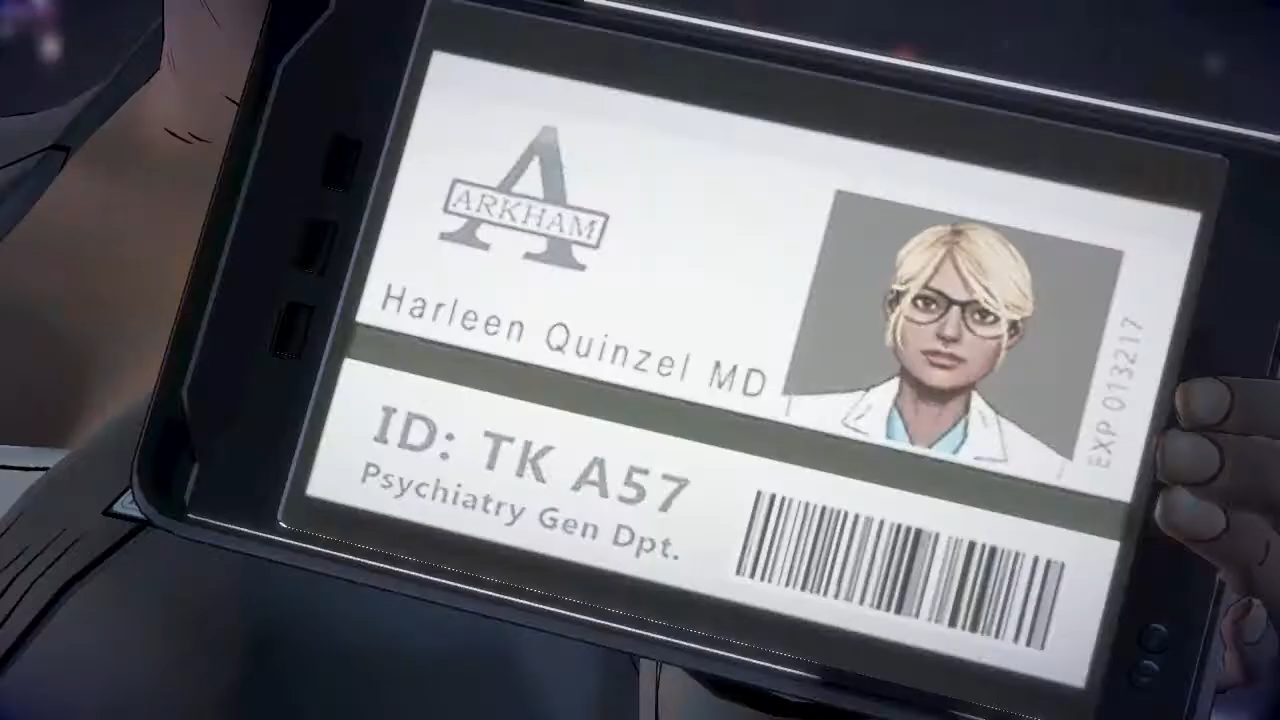 ARKHAM
Harleen Quinzel MD
EXP 013217
ID: TK A57
Psychiatry Gen Dpt.